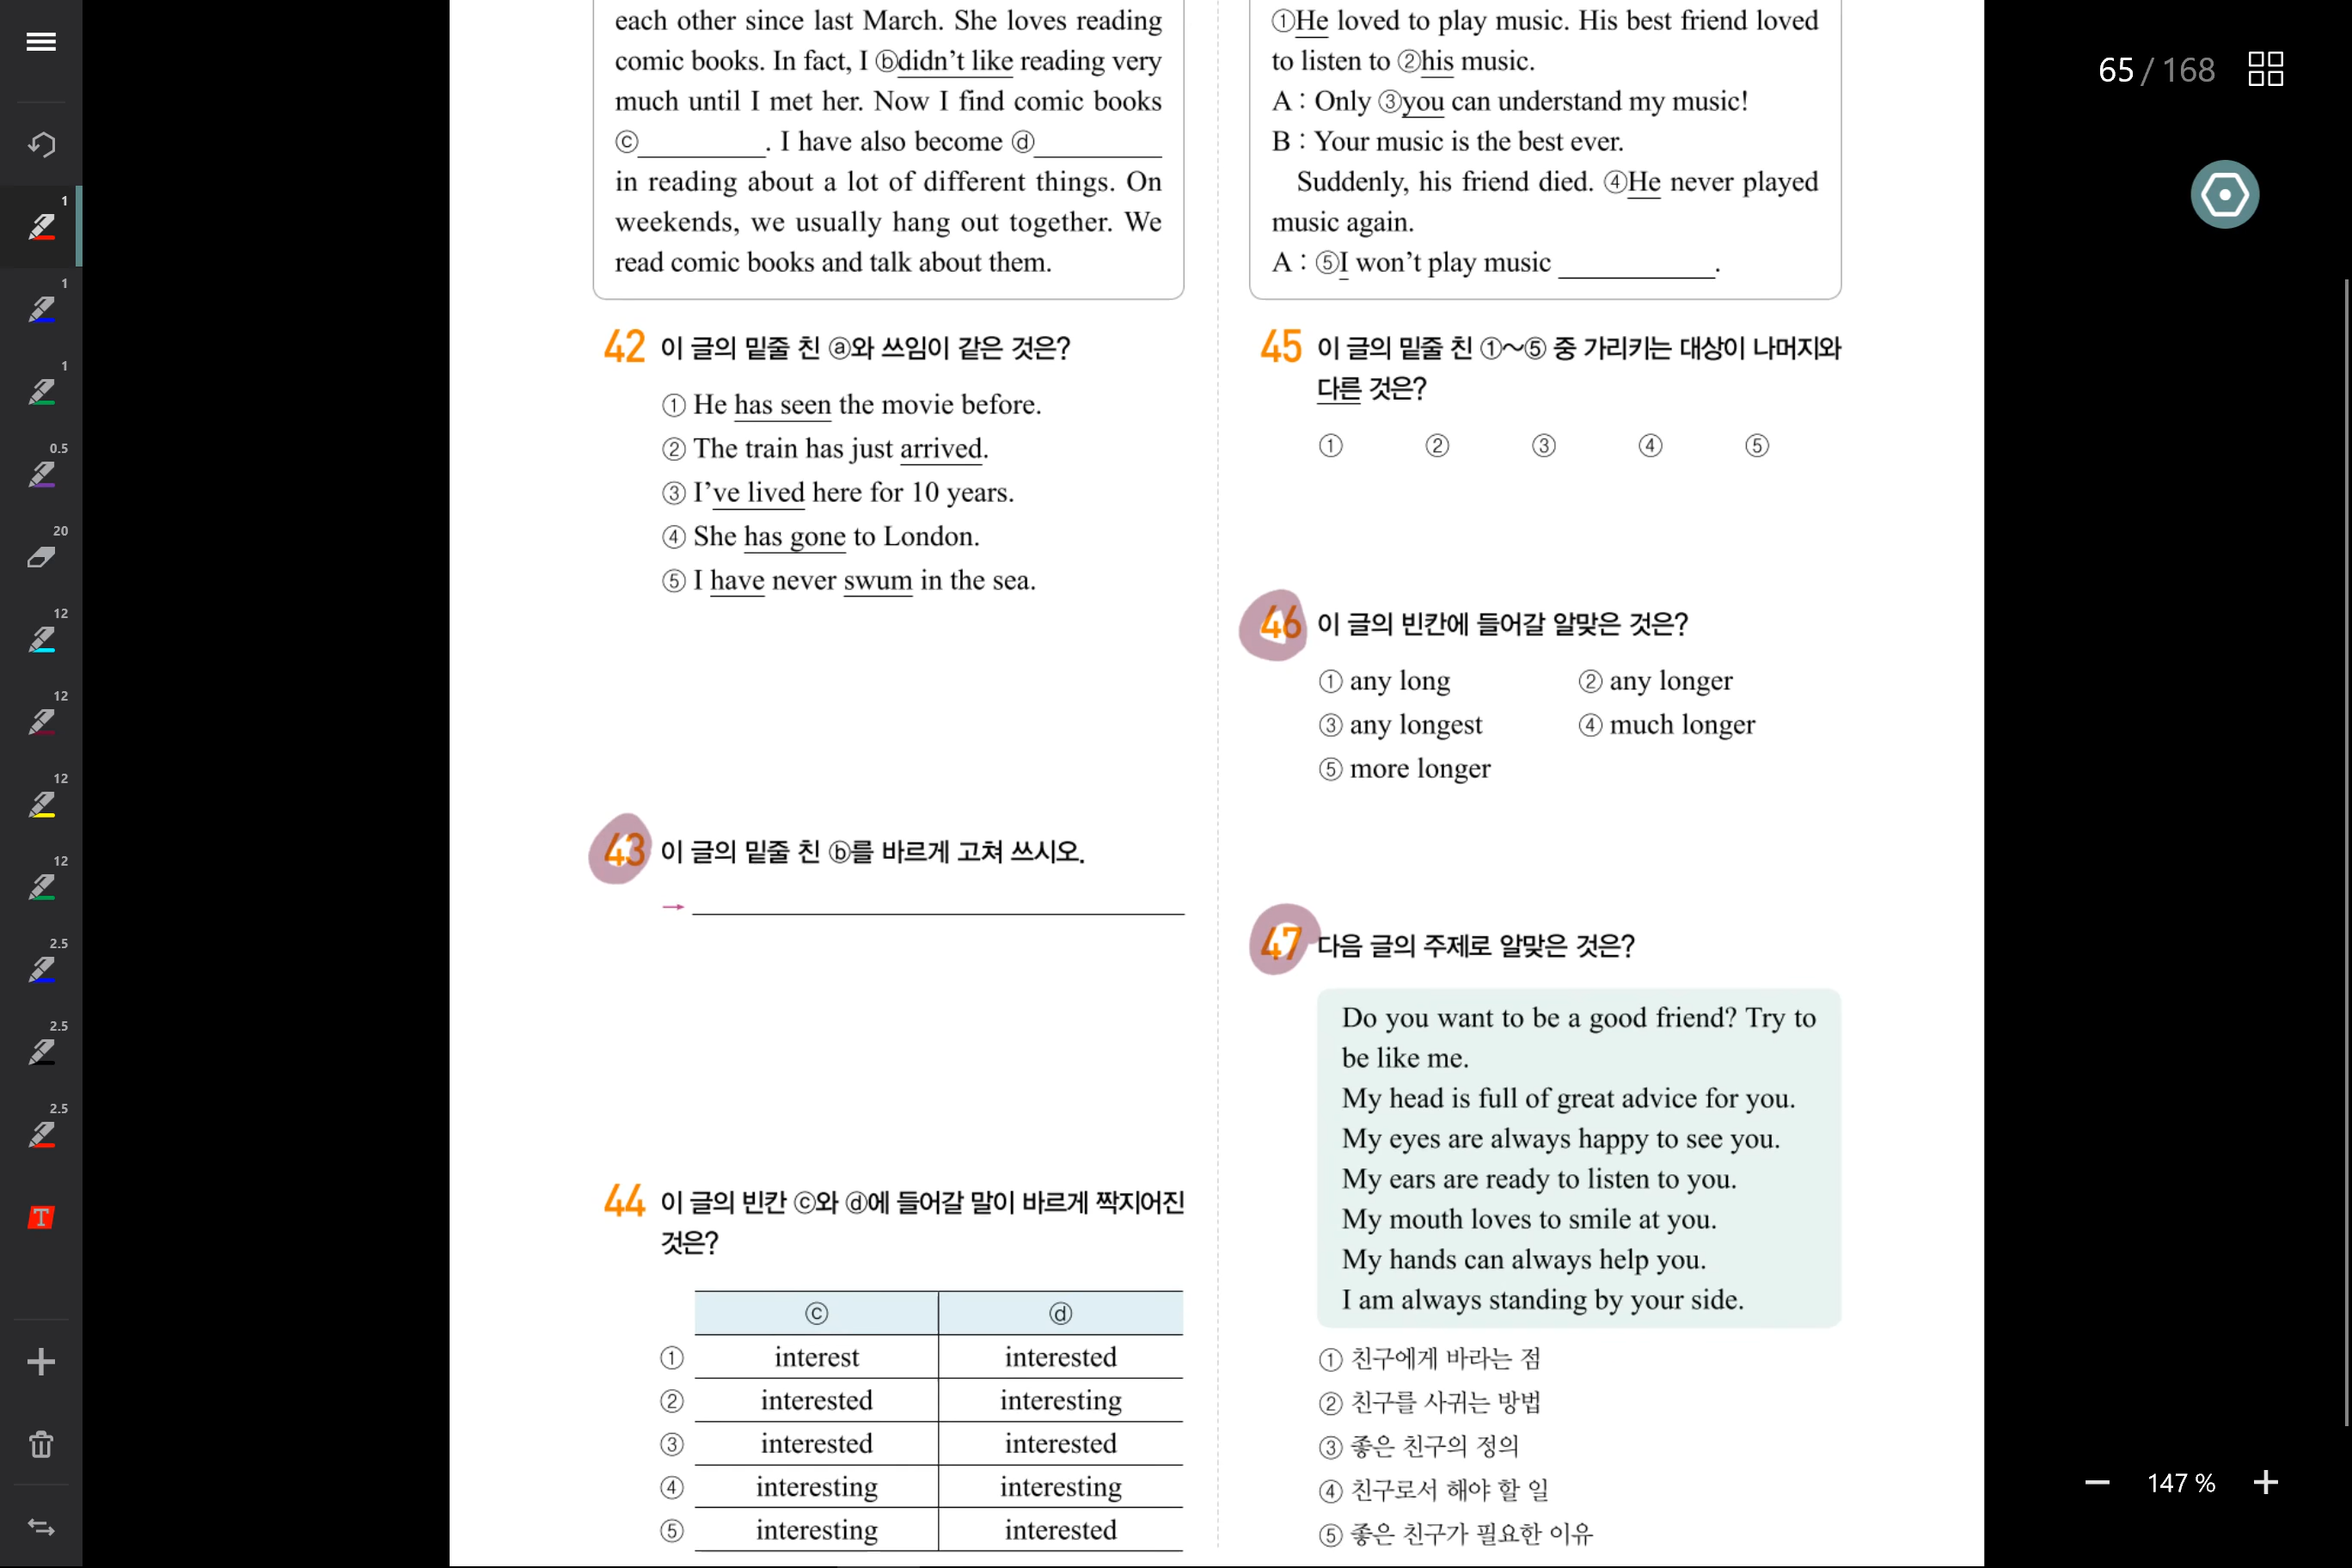 65 / 168
1
1
1
0.5
20
12
12
12
12
2.5
2.5
2.5
T
147 %
each other since last March. She loves reading
comic books. In fact, I ⓑdidn’t like reading very
much until I met her. Now I find comic books
ⓒ__________. I have also become ⓓ__________
in reading about a lot of different things. On
weekends, we usually hang out together. We
read comic books and talk about them.
42 이 글의 밑줄 친 ⓐ와 쓰임이 같은 것은?
① He has seen the movie before.
② The train has just arrived.
③ I’ve lived here for 10 years.
④ She has gone to London.
⑤ I have never swum in the sea.
43 이 글의 밑줄 친 ⓑ를 바르게 고쳐 쓰시오.
→
44 이 글의 빈칸 ⓒ와 ⓓ에 들어갈 말이 바르게 짝지어진
것은?
ⓒ ⓓ
① interest interested
② interested interesting
③ interested interested
④ interesting interesting
⑤ interesting interested
①He loved to play music. His best friend loved
to listen to ②his music.
A : Only ③you can understand my music!
B : Your music is the best ever.
Suddenly, his friend died. ④He never played
music again.
A : ⑤I won’t play music ____________.
45 이 글의 밑줄 친 ①~⑤ 중 가리키는 대상이 나머지와
다른 것은?
① ② ③ ④ ⑤
46 이 글의 빈칸에 들어갈 알맞은 것은?
① any long ② any longer
③ any longest ④ much longer
⑤ more longer
47 다음 글의 주제로 알맞은 것은?
Do you want to be a good friend? Try to
be like me.
My head is full of great advice for you.
My eyes are always happy to see you.
My ears are ready to listen to you.
My mouth loves to smile at you.
My hands can always help you.
I am always standing by your side.
① 친구에게 바라는 점
② 친구를 사귀는 방법
③ 좋은 친구의 정의
④ 친구로서 해야 할 일
⑤ 좋은 친구가 필요한 이유